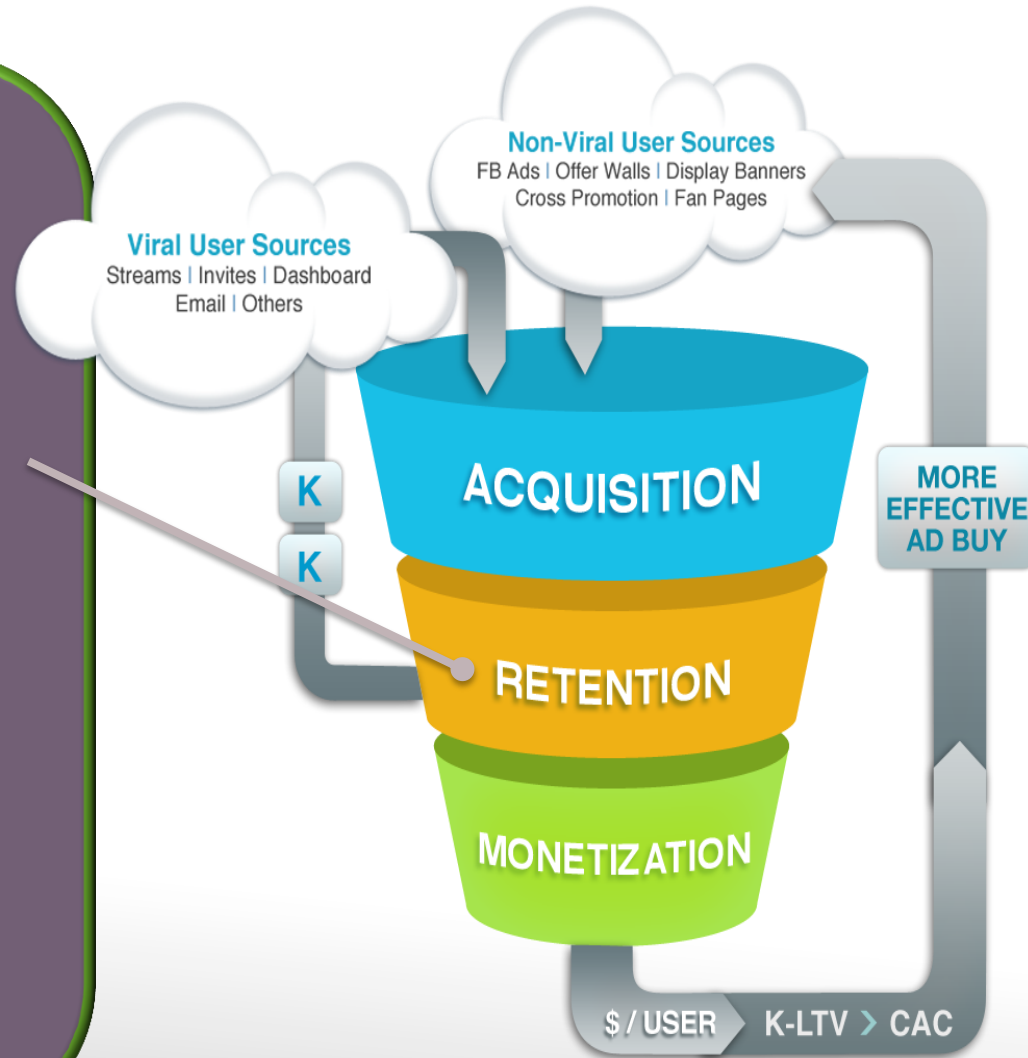 Non-Viral User Sources
FB Ads | Offer Walls | Display Banners
Cross Promotion | Fan Pages
Viral User Sources
Streams | Invites | Dashboard
Email | Others
K
K
ACQUISITION
MORE
EFFECTIVE
AD BUY
RETENTION
MONETIZATION
$ / USER
K-LTV > CAC